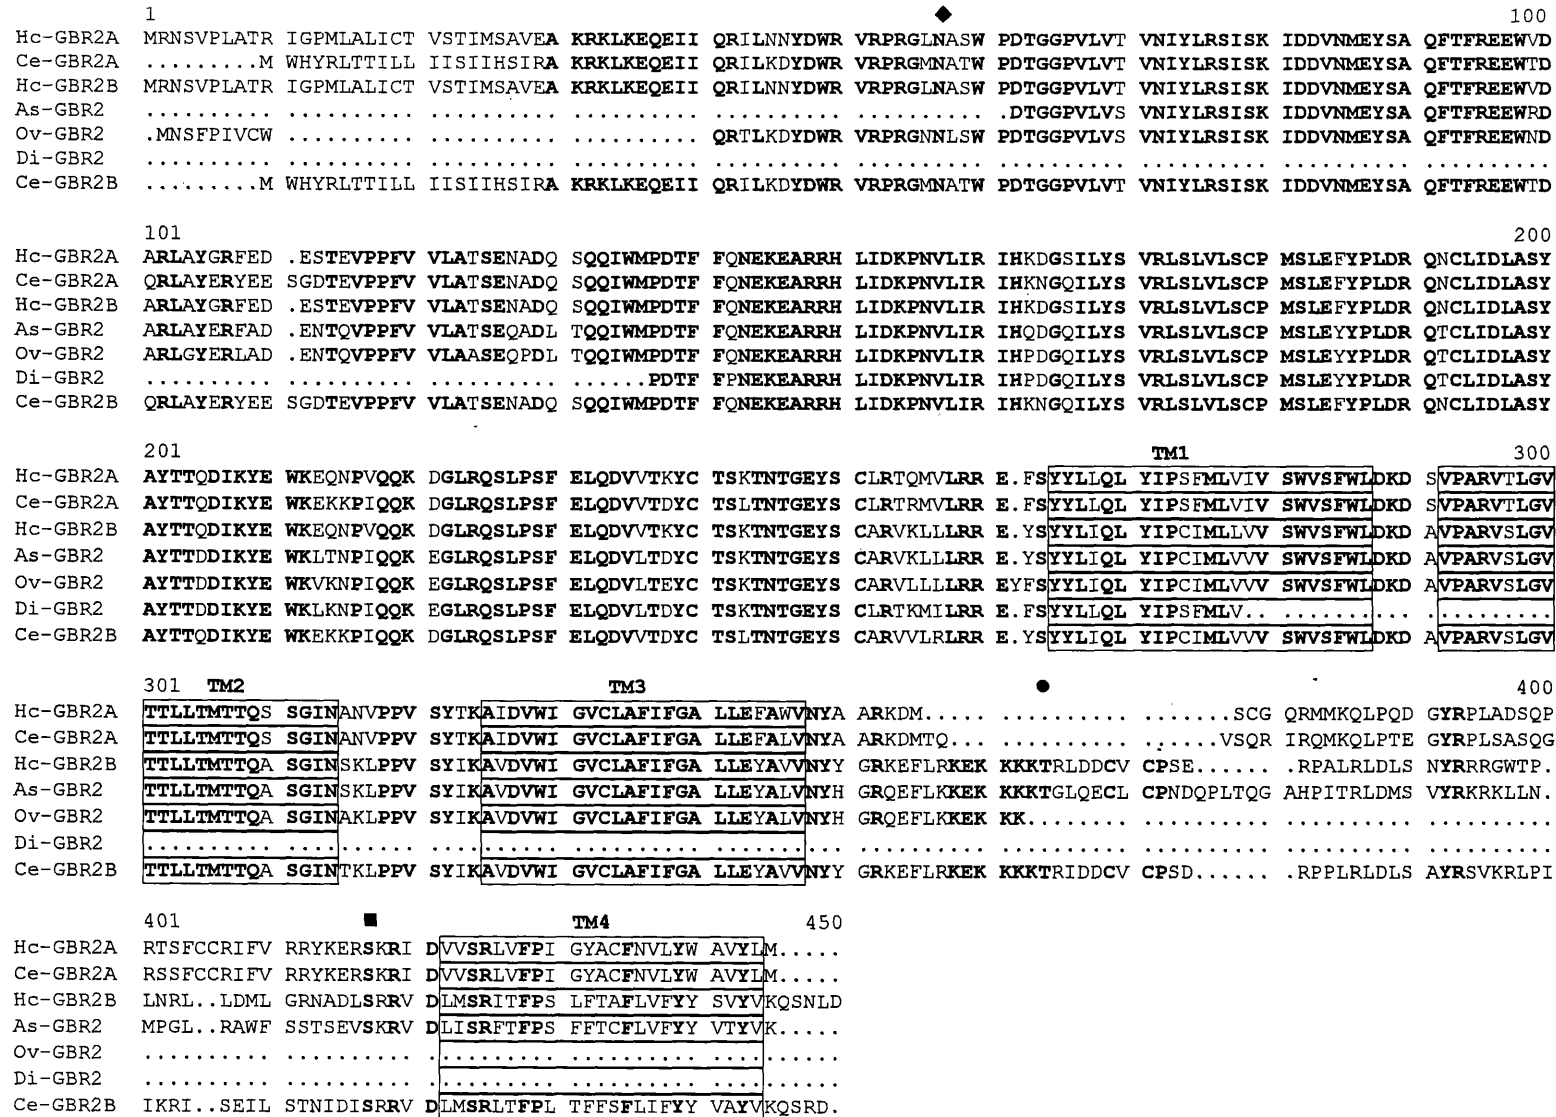 1 ◆ 100
Hc-GBR2A MRNSVPLATR IGPMLALICT VSTIMSAVEA KRKLKEQEII QRILNNYDWR VRPRGLNASW PDTGGPVLVT VNIYLRSISK IDDVNMEYSA QFTFREEWVD
Ce-GBR2A .........M WHYRLTTILL IISIIHSIRA KRKLKEQEII QRILKDYDWR VRPRGMNATW PDTGGPVLVT VNIYLRSISK IDDVNMEYSA QFTFREEWTD
Hc-GBR2B MRNSVPLATR IGPMLALICT VSTIMSAVEA KRKLKEQEII QRILNNYDWR VRPRGLNASW PDTGGPVLVT VNIYLRSISK IDDVNMEYSA QFTFREEWVD
As-GBR2 .......... .......... .......... .......... .......... .......... .DTGGPVLVS VNIYLRSISK IDDVNMEYSA QFTFREEWRD
Ov-GBR2 .MNSFPIVCW .......... .......... .......... QRTLKDYDWR VRPRGNNLSW PDTGGPVLVS VNIYLRSISK IDDVNMEYSA QFTFREEWND
Di-GBR2 .......... .......... .......... .......... .......... .......... .......... .......... .......... ..........
Ce-GBR2B .........M WHYRLTTILL IISIIHSIRA KRKLKEQEII QRILKDYDWR VRPRGMNATW PDTGGPVLVT VNIYLRSISK IDDVNMEYSA QFTFREEWTD
101 200
Hc-GBR2A ARLAYGRFED .ESTEVPPFV VLATSENADQ SQQIWMPDTF FQNEKEARRH LIDKPNVLIR IHKDGSILYS VRLSLVLSCP MSLEFYPLDR QNCLIDLASY
Ce-GBR2A QRLAYERYEE SGDTEVPPFV VLATSENADQ SQQIWMPDTF FQNEKEARRH LIDKPNVLIR IHKNGQILYS VRLSLVLSCP MSLEFYPLDR QNCLIDLASY
Hc-GBR2B ARLAYGRFED .ESTEVPPFV VLATSENADQ SQQIWMPDTF FQNEKEARRH LIDKPNVLIR IHKDGSILYS VRLSLVLSCP MSLEFYPLDR QNCLIDLASY
As-GBR2 ARLAYERFAD .ENTQVPPFV VLATSEQADL TQQIWMPDTF FQNEKEARRH LIDKPNVLIR IHQDGQILYS VRLSLVLSCP MSLEYYPLDR QTCLIDLASY
Ov-GBR2 ARLGYERLAD .ENTQVPPFV VLAASEQPDL TQQIWMPDTF FQNEKEARRH LIDKPNVLIR IHPDGQILYS VRLSLVLSCP MSLEYYPLDR QTCLIDLASY
Di-GBR2 .......... .......... .......... ......PDTF FPNEKEARRH LIDKPNVLIR IHPDGQILYS VRLSLVLSCP MSLEYYPLDR QTCLIDLASY
Ce-GBR2B QRLAYERYEE SGDTEVPPFV VLATSENADQ SQQIWMPDTF FQNEKEARRH LIDKPNVLIR IHKNGQILYS VRLSLVLSCP MSLEFYPLDR QNCLIDLASY
201 TM1 300
Hc-GBR2A AYTTQDIKYE WKEQNPVQQK DGLRQSLPSF ELQDVVTKYC TSKTNTGEYS CLRTQMVLRR E.FSYYLLQL YIPSFMLVIV SWVSFWLDKD SVPARVTLGV
Ce-GBR2A AYTTQDIKYE WKEKKPIQQK DGLRQSLPSF ELQDVVTDYC TSLTNTGEYS CLRTRMVLRR E.FSYYLLQL YIPSFMLVIV SWVSFWLDKD SVPARVTLGV
Hc-GBR2B AYTTQDIKYE WKEQNPVQQK DGLRQSLPSF ELQDVVTKYC TSKTNTGEYS CARVKLLLRR E.YSYYLIQL YIPCIMLLVV SWVSFWLDKD AVPARVSLGV
As-GBR2 AYTTDDIKYE WKLTNPIQQK EGLRQSLPSF ELQDVLTDYC TSKTNTGEYS CARVKLLLRR E.YSYYLIQL YIPCIMLVVV SWVSFWLDKD AVPARVSLGV
Ov-GBR2 AYTTDDIKYE WKVKNPIQQK DGLRQSLPSF ELQDVLTEYC TSKTNTGEYS CARVLLLLRR EYFSYYLIQL YIPCIMLVVV SWVSFWLDKD AVPARVSLGV
Di-GBR2 AYTTDDIKYE WKLKNPIQQK EGLRQSLPSF ELQDVLTDYC TSKTNTGEYS CLRTKMILRR E.FSYYLLQL YIPSFMLV.. .......... ..........
Ce-GBR2B AYTTQDIKYE WKEKKPIQQK DGLRQSLPSF ELQDVVTDYC TSLTNTGEYS CARVVLRLRR E.YSYYLIQL YIPCIMLVVV SWVSFWLDKD AVPARVSLGV
301 TM2 TM3 ● 400
Hc-GBR2A TTLLTMTTQS SGINANVPPV SYTKAIDVWI GVCLAFIFGA LLEFAWVNYA ARKDM..... .......... .......SCG QRMMKQLPQD GYRPLADSQP
Ce-GBR2A TTLLTMTTQS SGINANVPPV SYTKAIDVWI GVCLAFIFGA LLEFALVNYA ARKDMTQ... .......... ......VSQR IRQMKQLPTEG YRPLSASQG
Hc-GBR2B TTLLTMTTQA SGINSKLPPV SYIKAVDVWI GVCLAFIFGA LLEYAVVNYY GRKEFLRKEK KKKTRLDDCV CPSE...... .RPALRLDLS NYRRRGWTP.
As-GBR2 TTLLTMTTQA SGINSKLPPV SYIKAVDVWI GVCLAFIFGA LLEYALVNYH GRQEFLKKEK KKKTGLQECL CPNDQPLTQG AHPITRLDMS VYRKRKLLN.
Ov-GBR2 TTLLTMTTQA SGINAKLPPV SYIKAVDVWI GVCLAFIFGA LLEYALVNYH GRQEFLKKEK KK........ .......... .......... ..........
Di-GBR2 .......... .......... .......... .......... .......... .......... .......... .......... .......... ..........
Ce-GBR2B TTLLTMTTQA SGINTKLPPV SYIKAVDVWI GVCLAFIFGA LLEYAVVNYY GRKEFLRKEK KKKTRIDDCV CPSD...... .RPPLRLDLS AYRSVKRLPI
401 ■ TM4 450
Hc-GBR2A RTSFCCRIFV RRYKERSKRI DVVSRLVFPI GYACFNVLYW AVYLM.....
Ce-GBR2A RSSFCCRIFV RRYKERSKRI DVVSRLVFPI GYACFNVLYW AVYLM.....
Hc-GBR2B LNRL..LDML GRNADLSRRV DLMSRITFPS LFTAFLVFYY SVYVKQSNLD
As-GBR2 MPGL..RAWF SSTSEVSKRV DLISRFTFPS FFTCFLVFYY VTYVK.....
Ov-GBR2 .......... .......... .......... .......... ..........
Di-GBR2 .......... .......... .......... .......... ..........
Ce-GBR2B IKRI..SEIL STNIDISRRV DLMSRLTFPL TFFSFLIFYY VAYVKQSRD.